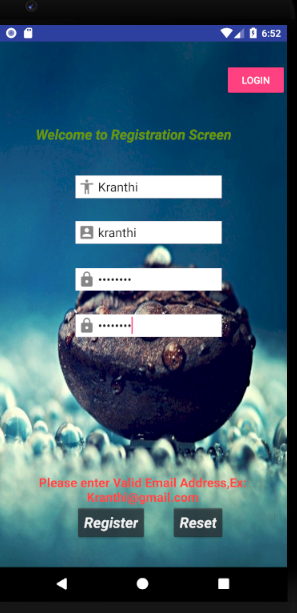 6:52
LOGIN
Welcome to Registration Screen
Kranthi
kranthi
••••••••
••••••••
Please enter Valid Email Address,Ex:
Kranthi@gmail.com
Register
Reset